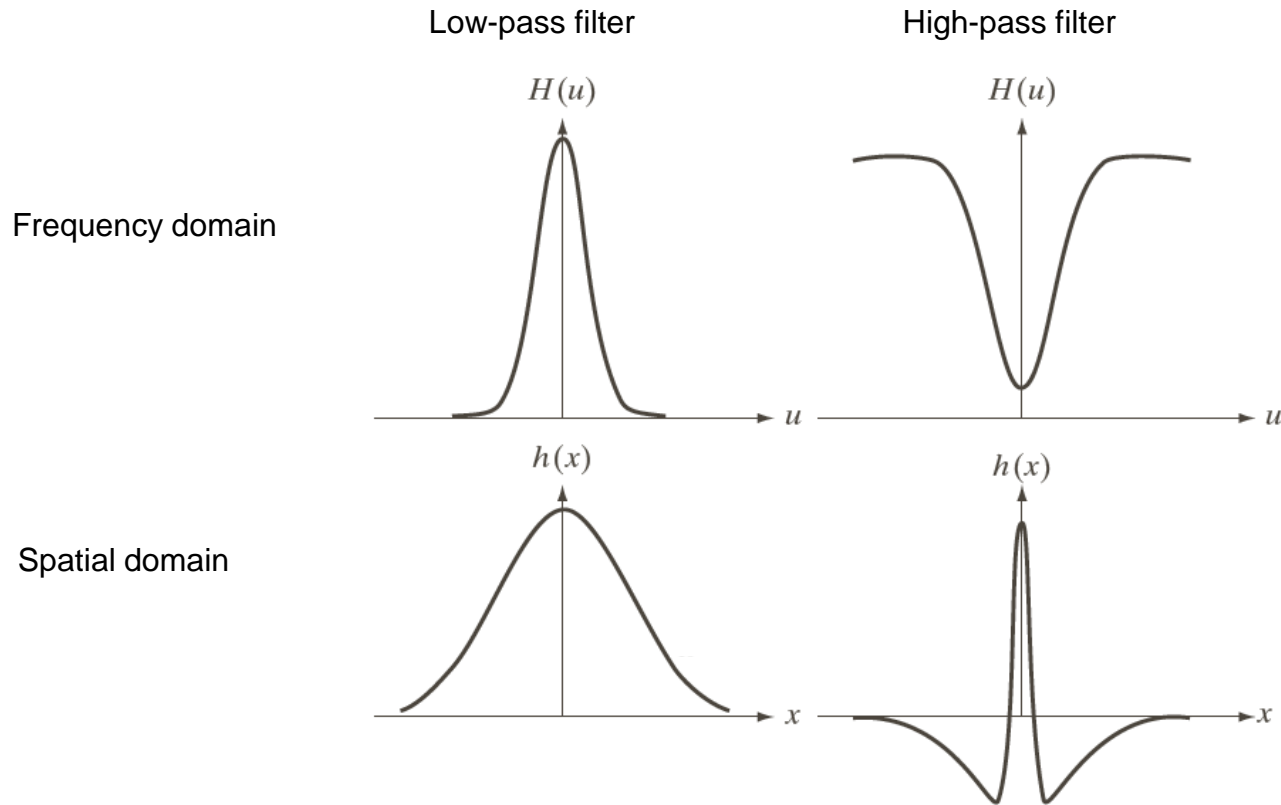 Low-pass filter High-pass filter
H(u) H(u)
Frequency domain
u u
h(x) h(x)
Spatial domain
x x